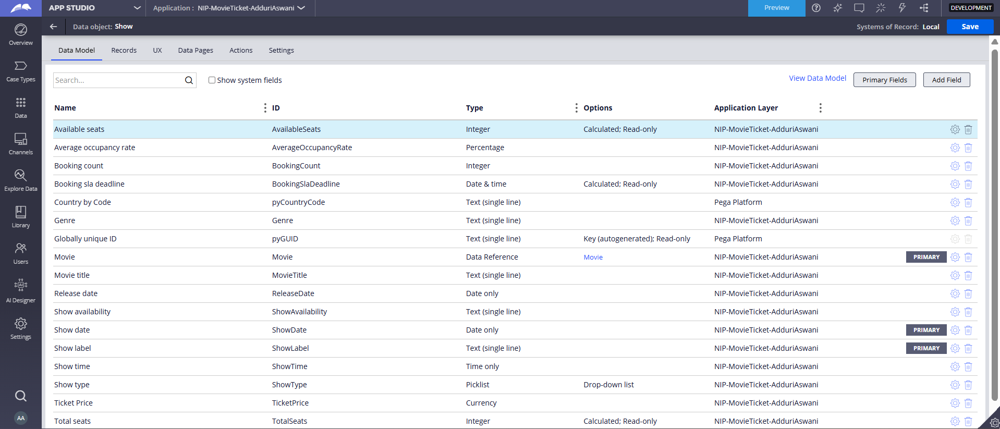 APP STUDIO Application : NIP-MovieTicket-AdduriAswani Preview DEVELOPMENT
Data object: Show Systems of Record: Local Save
Overview
Case Types
Data
Channels
Explore Data
Library
Users
AI Designer
Settings
AA
Data Model Records UX Data Pages Actions Settings
Search... Show system fields View Data Model Primary Fields Add Field
Name ID Type Options Application Layer
Available seats AvailableSeats Integer Calculated; Read-only NIP-MovieTicket-AdduriAswani
Average occupancy rate AverageOccupancyRate Percentage NIP-MovieTicket-AdduriAswani
Booking count BookingCount Integer NIP-MovieTicket-AdduriAswani
Booking sla deadline BookingSlaDeadline Date & time Calculated; Read-only NIP-MovieTicket-AdduriAswani
Country by Code pyCountryCode Text (single line) Pega Platform
Genre Genre Text (single line) NIP-MovieTicket-AdduriAswani
Globally unique ID pyGUID Text (single line) Key (autogenerated); Read-only Pega Platform
Movie Movie Data Reference Movie NIP-MovieTicket-AdduriAswani PRIMARY
Movie title MovieTitle Text (single line) NIP-MovieTicket-AdduriAswani
Release date ReleaseDate Date only NIP-MovieTicket-AdduriAswani
Show availability ShowAvailability Text (single line) NIP-MovieTicket-AdduriAswani
Show date ShowDate Date only NIP-MovieTicket-AdduriAswani PRIMARY
Show label ShowLabel Text (single line) NIP-MovieTicket-AdduriAswani PRIMARY
Show time ShowTime Time only NIP-MovieTicket-AdduriAswani
Show type ShowType Picklist Drop-down list NIP-MovieTicket-AdduriAswani
Ticket Price TicketPrice Currency NIP-MovieTicket-AdduriAswani
Total seats TotalSeats Integer Calculated; Read-only NIP-MovieTicket-AdduriAswani